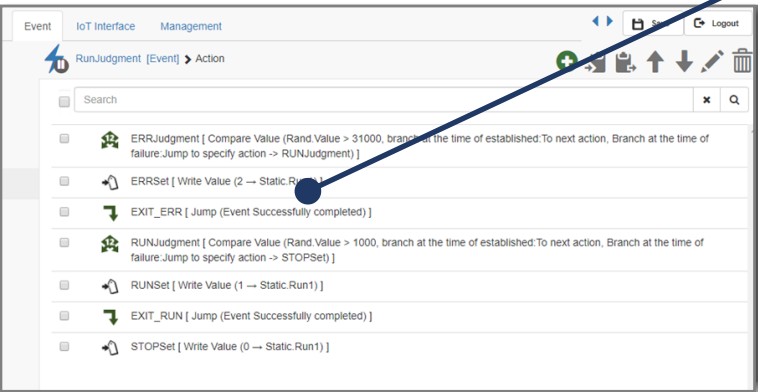 Event IoT Interface Management Logout
RunJudgment [Event] Action
Search
ERRJudgment [ Compare Value (Rand.Value > 31000, branch at the time of established:To next action, Branch at the time of
failure:Jump to specify action -> RUNJudgment) ]
ERRSet [ Write Value (2 → ]
EXIT_ERR [ Jump (Event Successfully completed) ]
RUNJudgment [ Compare Value (Rand.Value > 1000, branch at the time of established:To next action, Branch at the time of
failure:Jump to specify action -> STOPSet) ]
RUNSet [ Write Value (1 → Static.Run1) ]
EXIT_RUN [ Jump (Event Successfully completed) ]
STOPSet [ Write Value (0 → Static.Run1) ]